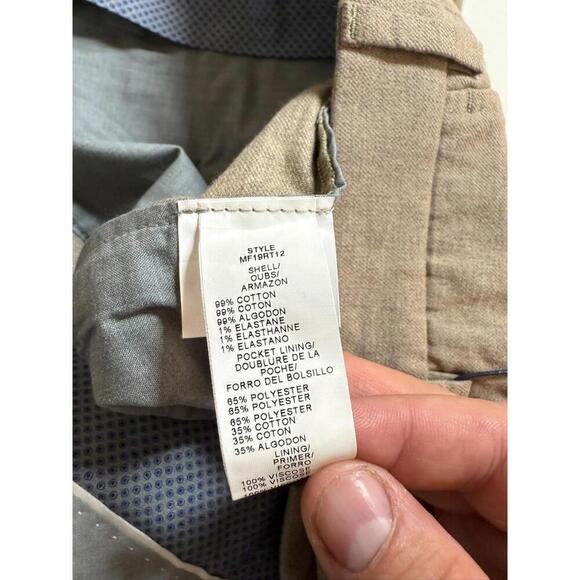 STYLE
MF19RT12
SHELL/
OUBS/
ARMAZON
99% COTTON
99% COTON
99% ALGODON
1% ELASTANE
1% ELASTHANNE
1% ELASTANO
POCKET LINING/
DOUBLURE DE LA
POCHE/
FORRO DEL BOLSILLO
65% POLYESTER
65% POLYESTER
65% POLYESTER
35% COTTON
35% COTON
35% ALGODON
LINING/
PRIMER/
FORRO
100% VISCOSE
100% VISCOSE
100% VISCOSE